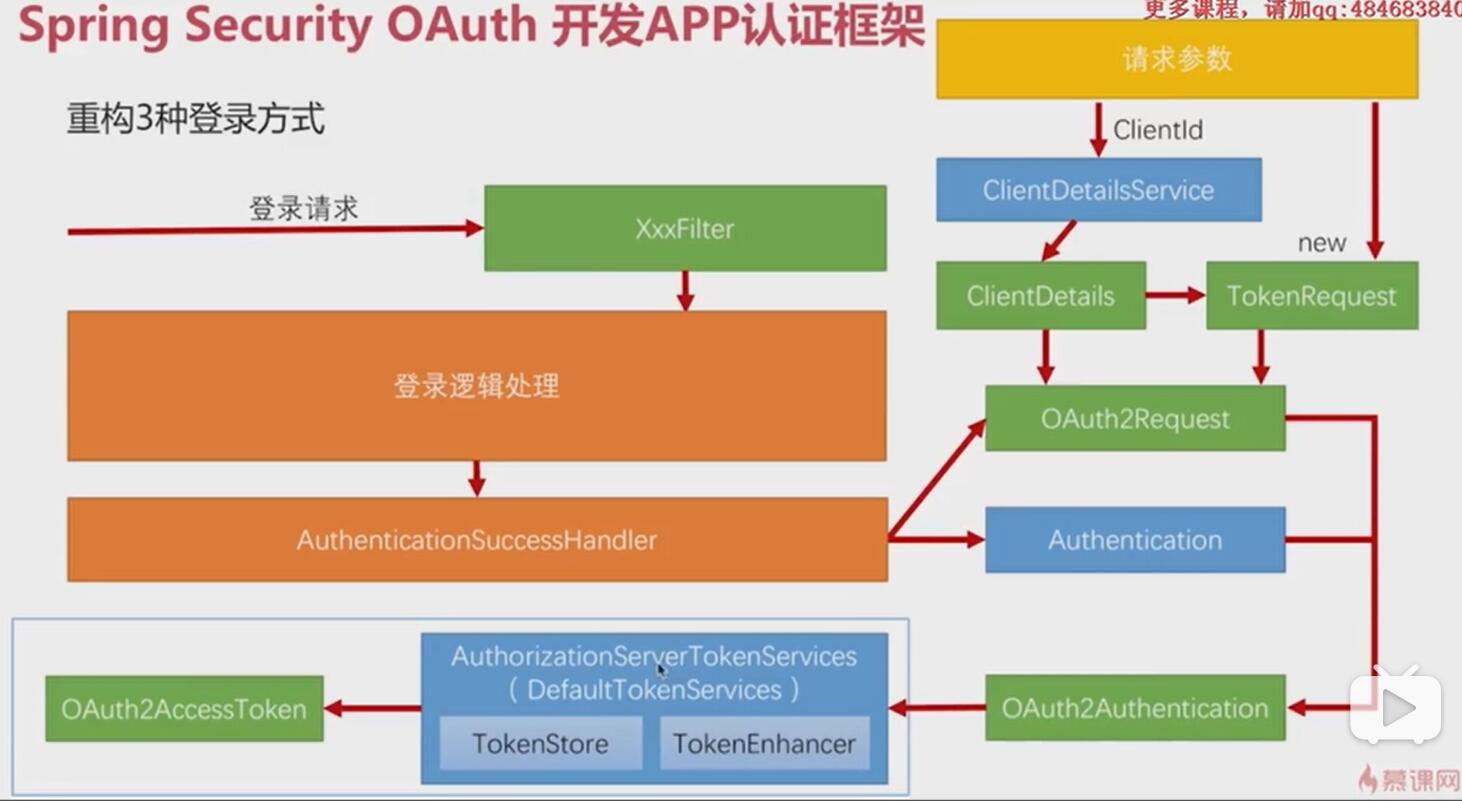 更多课程，请加qq:484683840
Spring Security OAuth 开发APP认证框架
请求参数
重构3种登录方式
ClientId
ClientDetailsService
登录请求
XxxFilter
new
ClientDetails
TokenRequest
登录逻辑处理
OAuth2Request
AuthenticationSuccessHandler
Authentication
AuthorizationServerTokenServices
（ DefaultTokenServices ）
OAuth2AccessToken
OAuth2Authentication
TokenStore
TokenEnhancer
慕课网